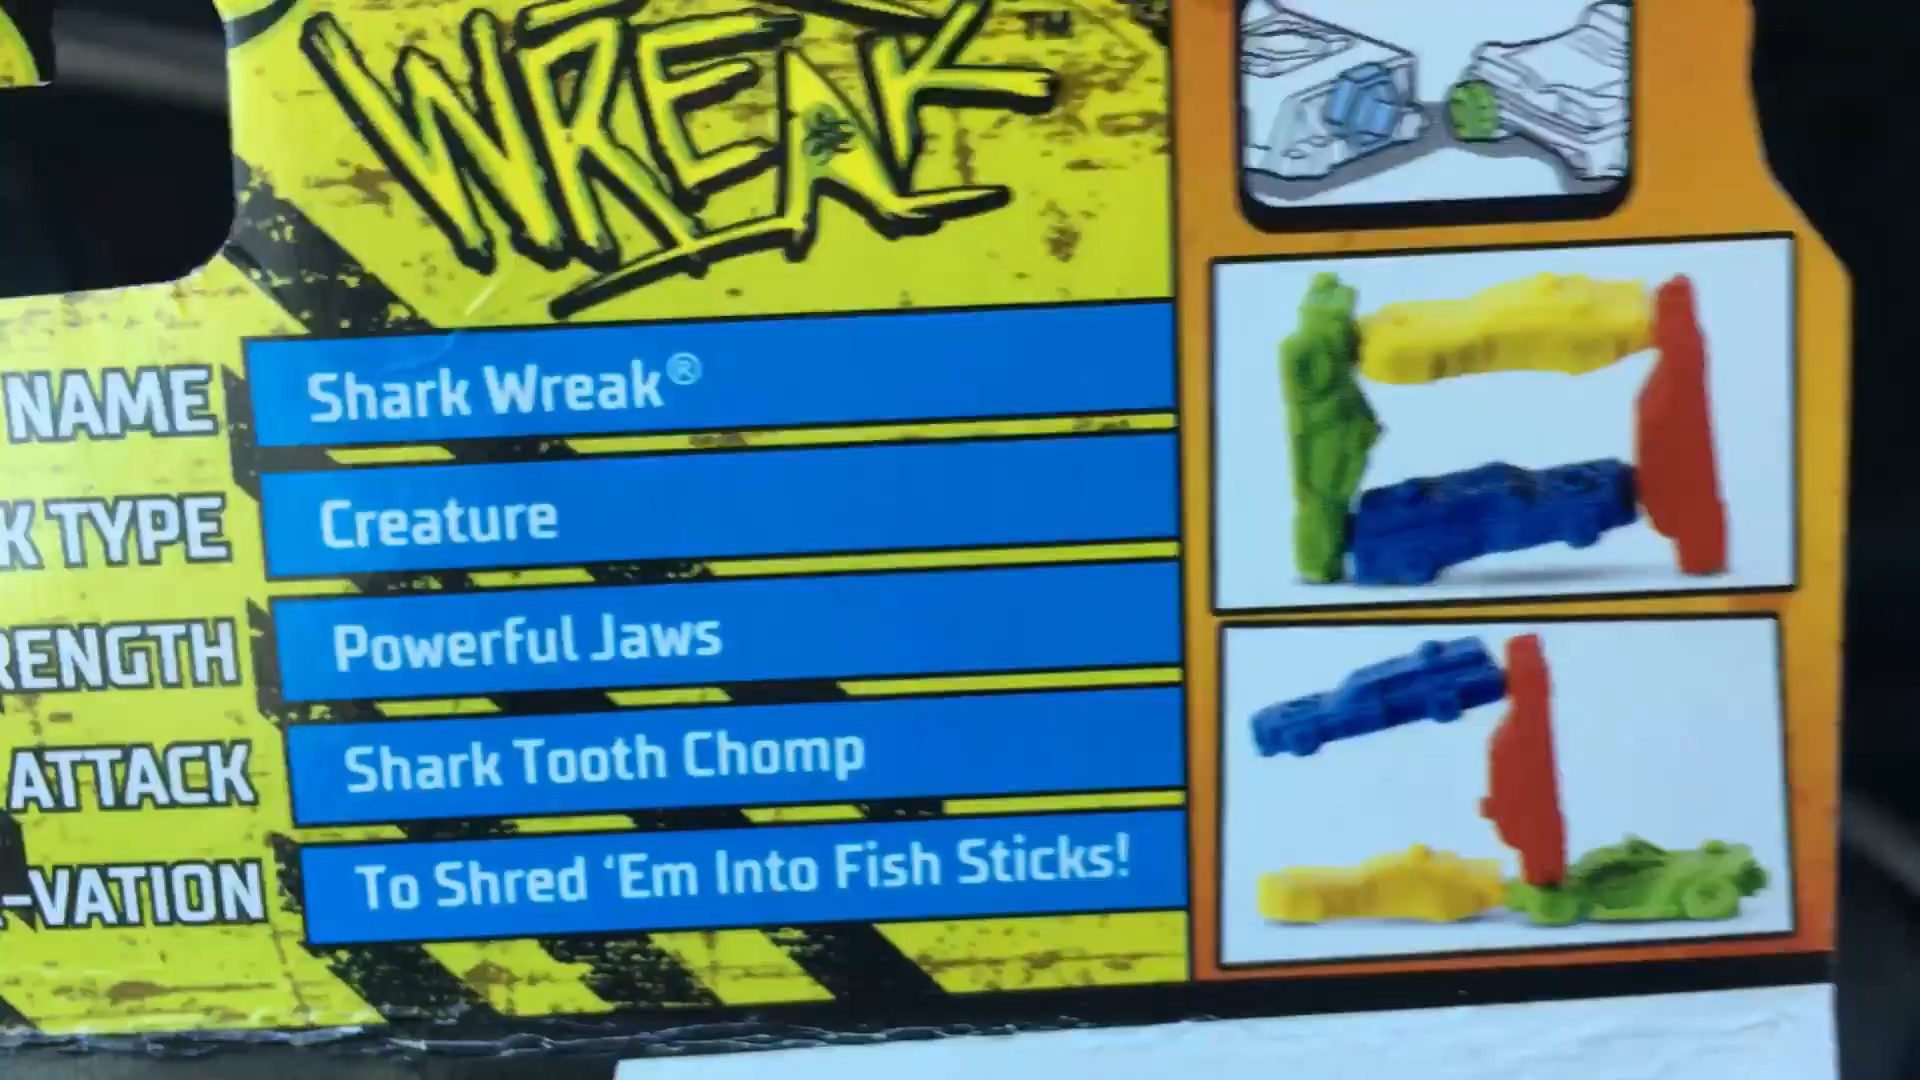 WREAK™
NAME Shark Wreak®
K TYPE Creature
RENGTH Powerful Jaws
ATTACK Shark Tooth Chomp
-VATION To Shred ‘Em Into Fish Sticks!